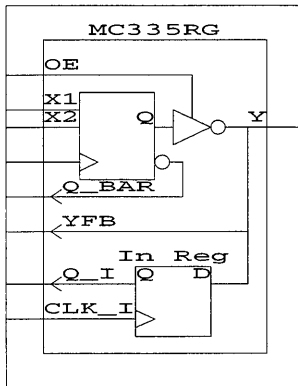 MC335RG
OE
X1
X2
Q
Y
Q_BAR
YFB
In Reg
Q_I
Q
D
CLK_I